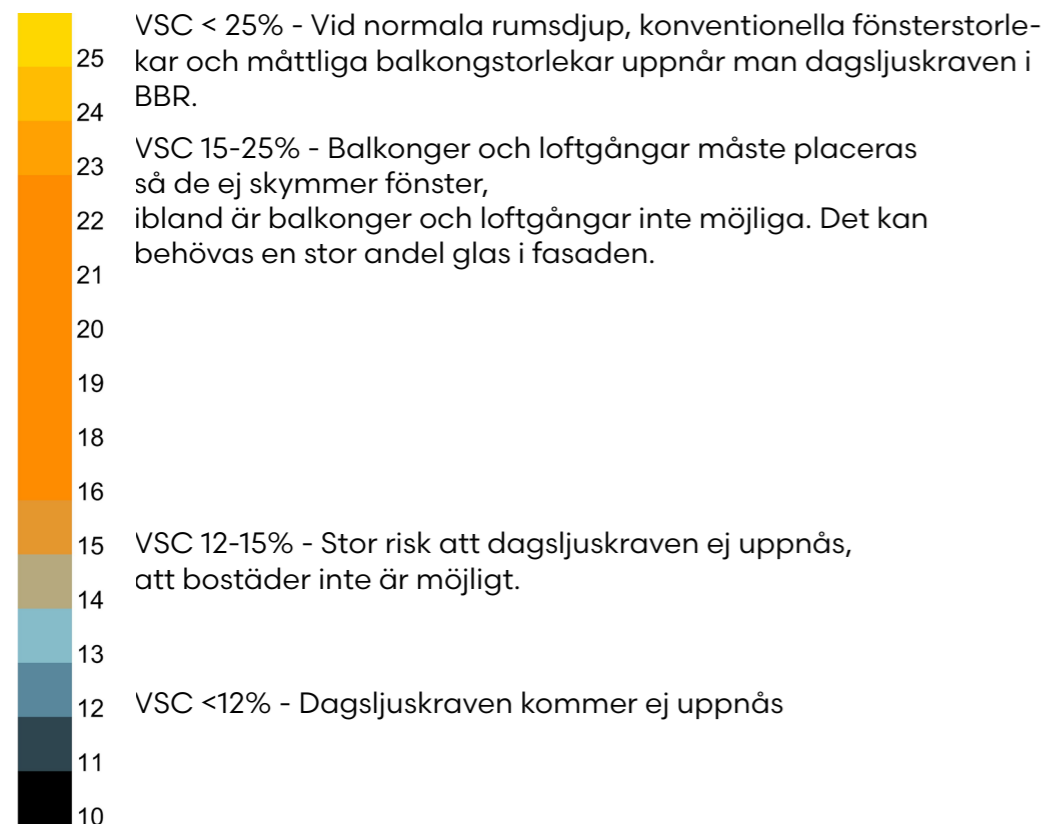 VSC < 25% - Vid normala rumsdjup, konventionella fönsterstorle-
25
kar och måttliga balkongstorlekar uppnår man dagsljuskraven i
BBR.
24
VSC 15-25% - Balkonger och loftgångar måste placeras
23
så de ej skymmer fönster,
22
ibland är balkonger och loftgångar inte möjliga. Det kan
behövas en stor andel glas i fasaden.
21
20
19
18
16
15
VSC 12-15% - Stor risk att dagsljuskraven ej uppnås,
att bostäder inte är möjligt.
14
13
12
VSC <12% - Dagsljuskraven kommer ej uppnås
11
10